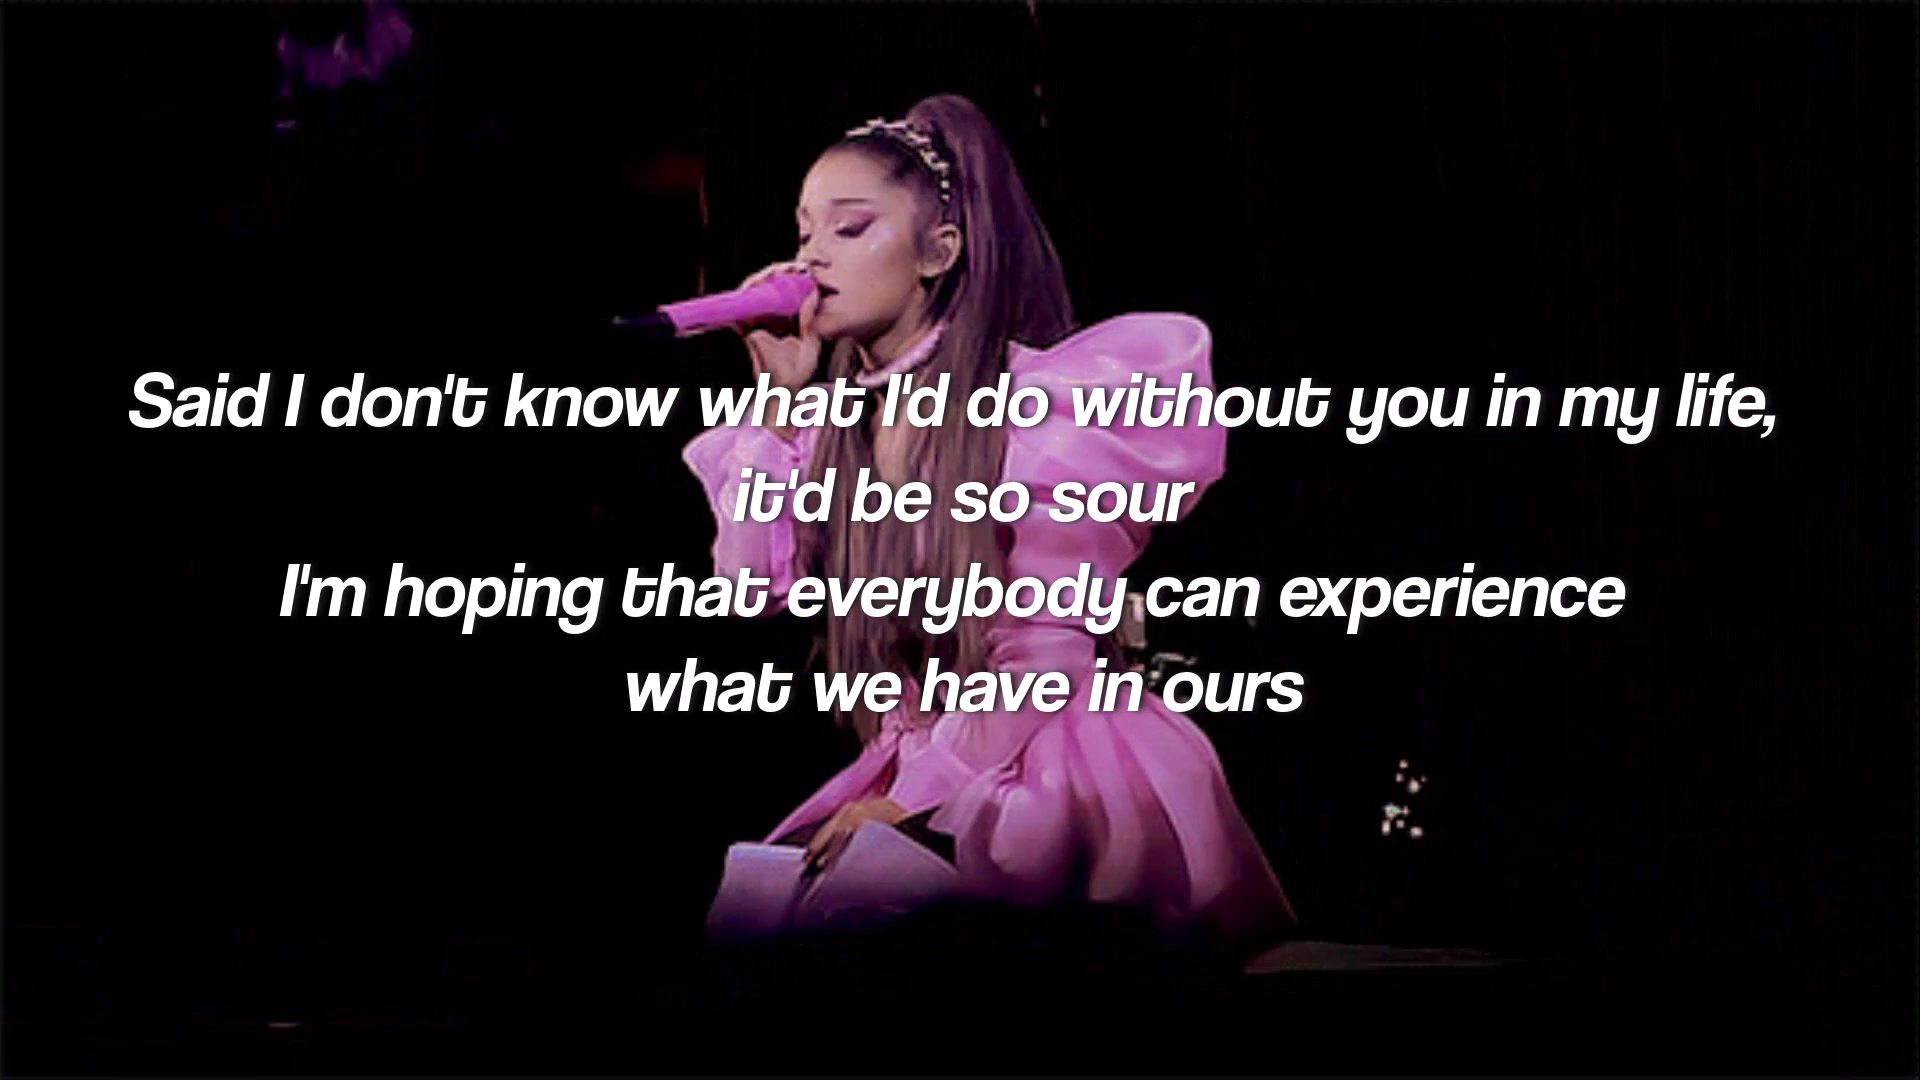 Said I don't know what I'd do without you in my life,
it'd be so sour
I'm hoping that everybody can experience
what we have in ours